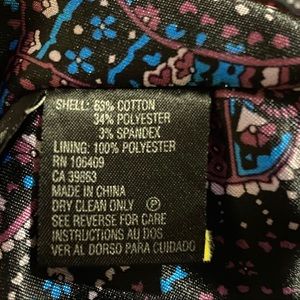 SHELL: 63% COTTON
34% POLYESTER
3% SPANDEX
LINING: 100% POLYESTER
RN 106409
CA 39853
MADE IN CHINA
DRY CLEAN ONLY Ⓟ
SEE REVERSE FOR CARE
INSTRUCTIONS AU DOS
VER AL DORSO PARA CUIDADO